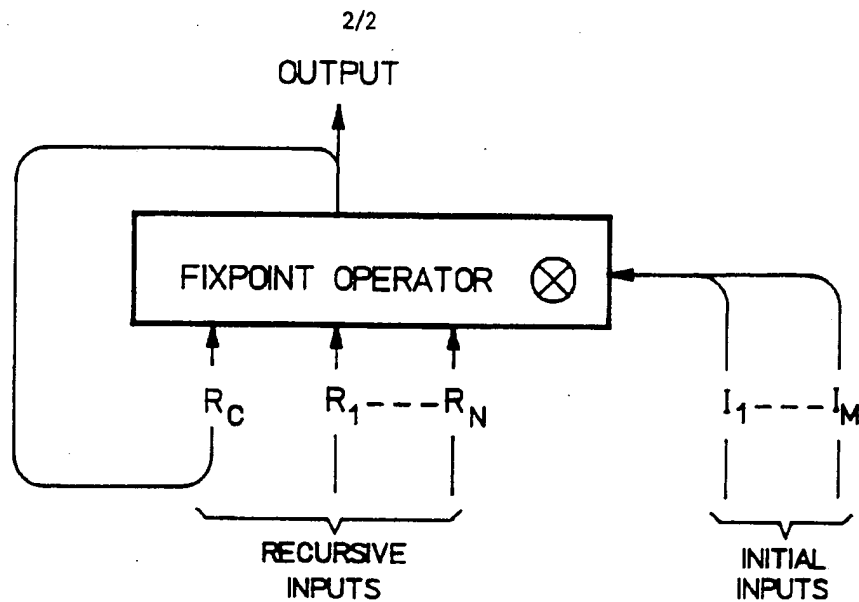 2/2
OUTPUT
FIXPOINT OPERATOR
R_C R_1 ---- R_N I_1 ---- I_M
RECURSIVE
INPUTS
INITIAL
INPUTS